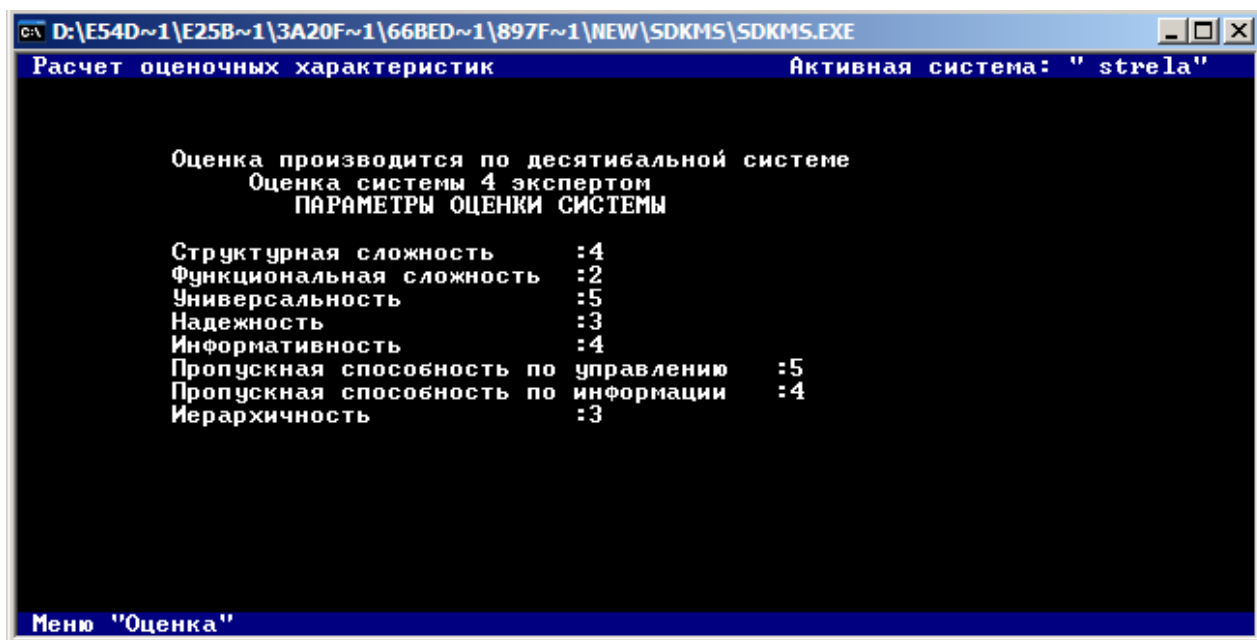 D:\E54D~1\E25B~1\3A20F~1\66BED~1\897F~1\NEW\SDKMS\SDKMS.EXE
Расчет оценочных характеристик Активная система: " strela"
Оценка производится по десятибальной системе
Оценка системы 4 экспертом
ПАРАМЕТРЫ ОЦЕНКИ СИСТЕМЫ
Структурная сложность :4
Функциональная сложность :2
Универсальность :5
Надежность :3
Информативность :4
Пропускная способность по управлению :5
Пропускная способность по информации :4
Иерархичность :3
Меню "Оценка"